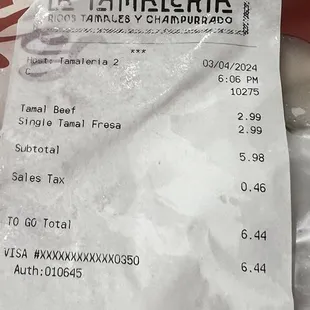 LA TAMALERIA
RICOS TAMALES Y CHAMPURRADO
***
Host: Tamaleria 2
03/04/2024
6:06 PM
10275
Tamal Beef 2.99
Single Tamal Fresa 2.99
Subtotal 5.98
Sales Tax 0.46
TO GO Total 6.44
VISA #XXXXXXXXXXXX0350 6.44
Auth:010645